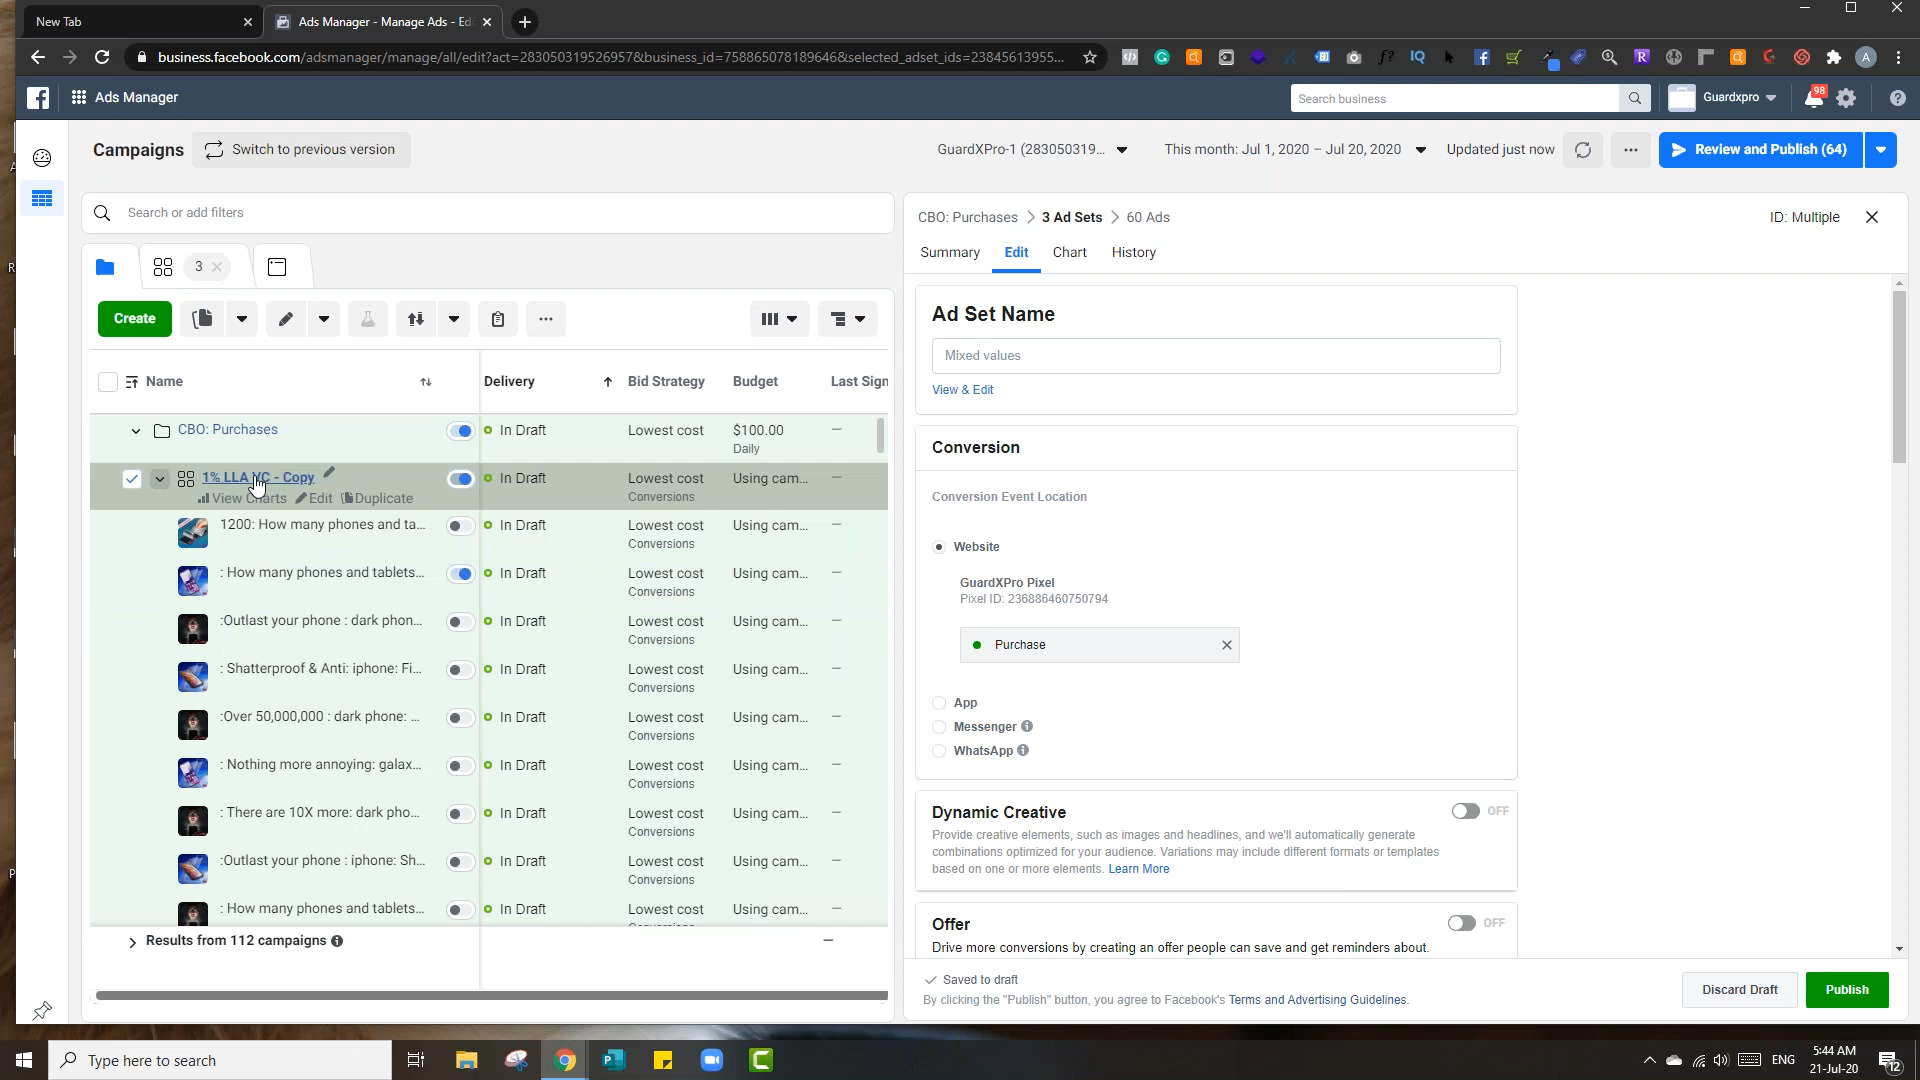 New Tab
Ads Manager - Manage Ads - Ed
business.facebook.com/adsmanager/manage/all/edit?act=283050319526957&business_id=758865078189646&selected_adset_ids=23845613955...
Ads Manager
Search business
Guardxpro
98
Campaigns
Switch to previous version
GuardXPro-1 (283050319...
This month: Jul 1, 2020 – Jul 20, 2020
Updated just now
Review and Publish (64)
Search or add filters
3
Create
Name
Delivery
Bid Strategy
Budget
Last Sign
CBO: Purchases
In Draft
Lowest cost
$100.00
Daily
1% LLA VC - Copy
View Charts
Edit
Duplicate
In Draft
Lowest cost
Conversions
Using cam...
1200: How many phones and ta...
In Draft
Lowest cost
Conversions
Using cam...
: How many phones and tablets...
In Draft
Lowest cost
Conversions
Using cam...
:Outlast your phone : dark phon...
In Draft
Lowest cost
Conversions
Using cam...
: Shatterproof & Anti: iphone: Fi...
In Draft
Lowest cost
Conversions
Using cam...
:Over 50,000,000 : dark phone: ...
In Draft
Lowest cost
Conversions
Using cam...
: Nothing more annoying: galax...
In Draft
Lowest cost
Conversions
Using cam...
: There are 10X more: dark pho...
In Draft
Lowest cost
Conversions
Using cam...
:Outlast your phone : iphone: Sh...
In Draft
Lowest cost
Conversions
Using cam...
: How many phones and tablets...
In Draft
Lowest cost
Using cam...
Results from 112 campaigns
CBO: Purchases
3 Ad Sets
60 Ads
ID: Multiple
Summary
Edit
Chart
History
Ad Set Name
Mixed values
View & Edit
Conversion
Conversion Event Location
Website
GuardXPro Pixel
Pixel ID: 236886460750794
Purchase
App
Messenger
WhatsApp
Dynamic Creative
OFF
Provide creative elements, such as images and headlines, and we'll automatically generate
combinations optimized for your audience. Variations may include different formats or templates
based on one or more elements. Learn More
Offer
OFF
Drive more conversions by creating an offer people can save and get reminders about.
Saved to draft
By clicking the "Publish" button, you agree to Facebook's Terms and Advertising Guidelines.
Discard Draft
Publish
Type here to search
ENG
5:44 AM
21-Jul-20
12